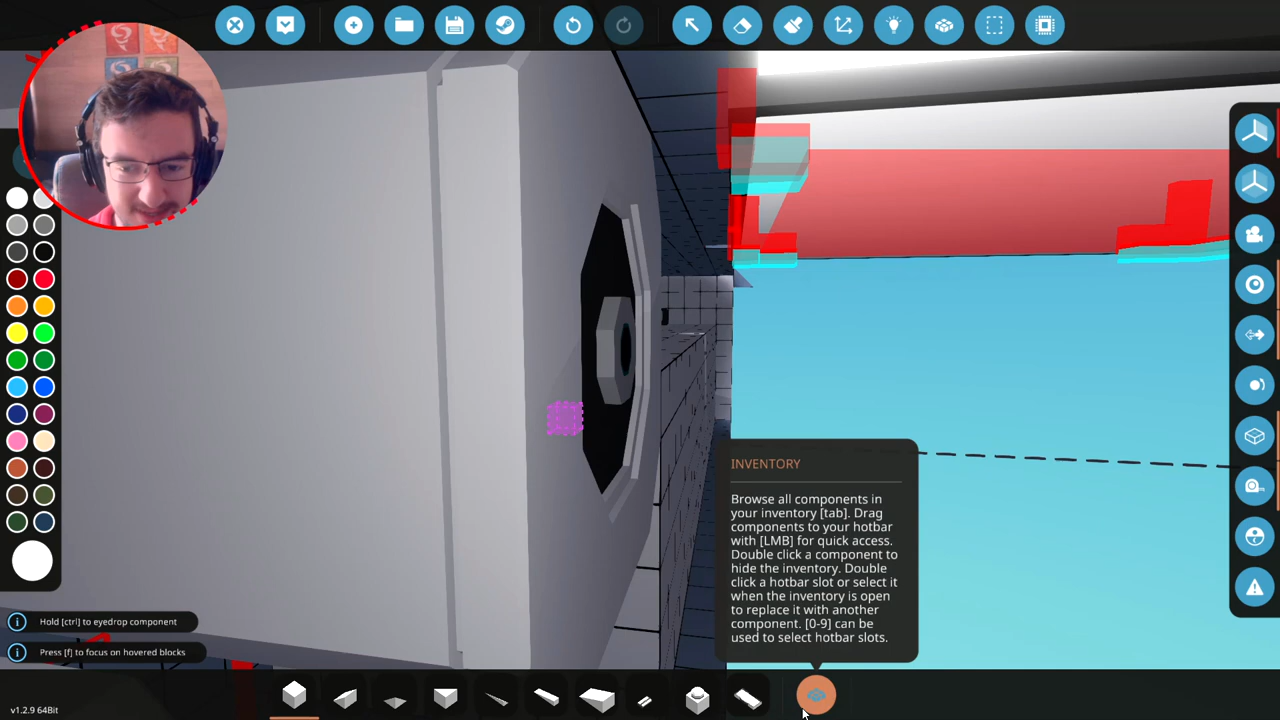 INVENTORY
Browse all components in
your inventory [tab]. Drag
components to your hotbar
with [LMB] for quick access.
Double click a component to
hide the inventory. Double
click a hotbar slot or select it
when the inventory is open
to replace it with another
component. [0-9] can be
used to select hotbar slots.
Hold [ctrl] to eyedrop component
Press [f] to focus on hovered blocks
v1.2.9 64Bit